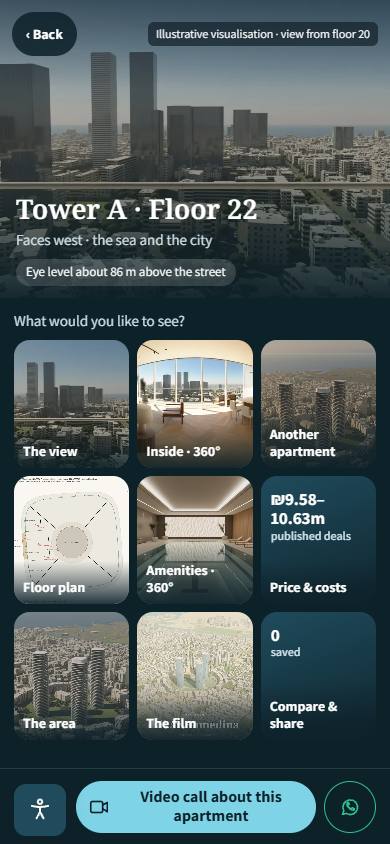 ‹ Back
Illustrative visualisation · view from floor 20
Tower A · Floor 22
Faces west · the sea and the city
Eye level about 86 m above the street
What would you like to see?
The view
Inside · 360°
Another
apartment
Floor plan
Amenities ·
360°
₪9.58–
10.63m
published deals
Price & costs
The area
The film
0
saved
Compare &
share
Video call about this
apartment